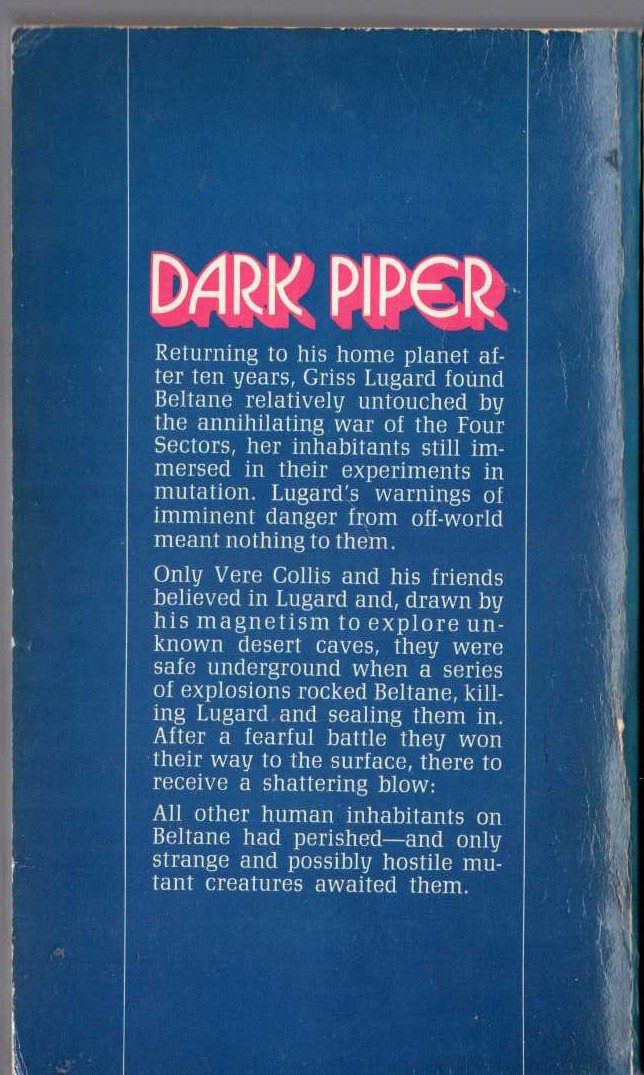 DARK PIPER
Returning to his home planet af-
ter ten years, Griss Lugard found
Beltane relatively untouched by
the annihilating war of the Four
Sectors, her inhabitants still im-
mersed in their experiments in
mutation. Lugard's warnings of
imminent danger from off-world
meant nothing to them.
Only Vere Collis and his friends
believed in Lugard and, drawn by
his magnetism to explore un-
known desert caves, they were
safe underground when a series
of explosions rocked Beltane, kill-
ing Lugard and sealing them in.
After a fearful battle they won
their way to the surface, there to
receive a shattering blow:
All other human inhabitants on
Beltane had perished—and only
strange and possibly hostile mu-
tant creatures awaited them.